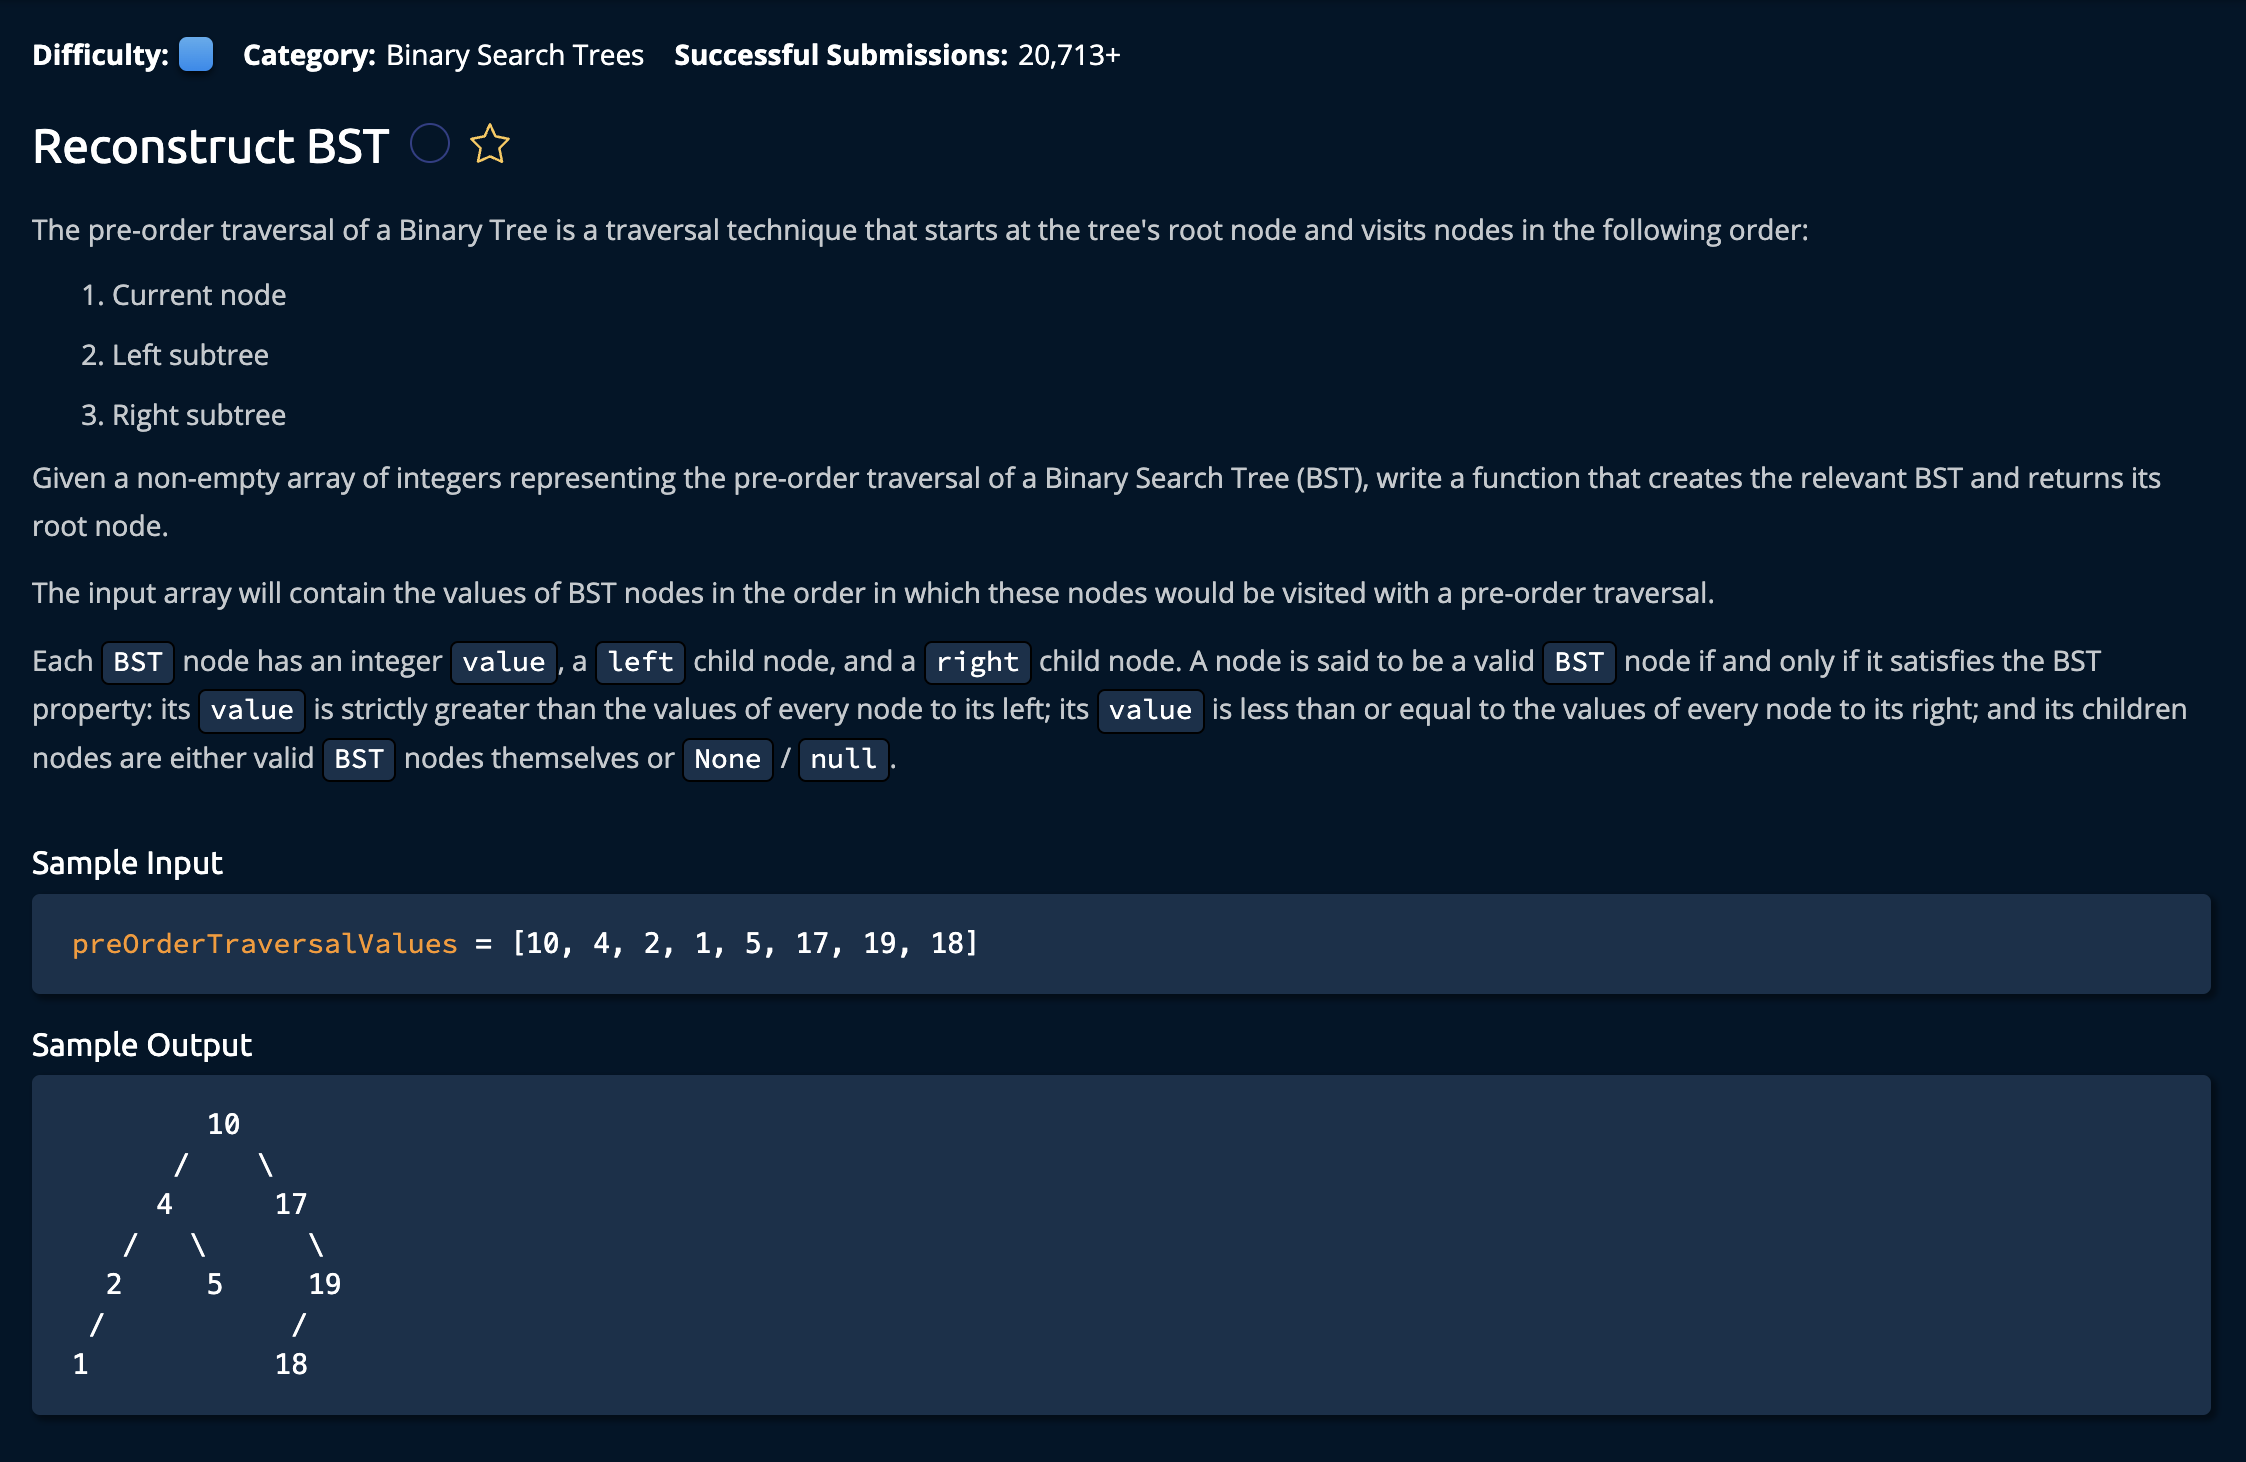 Difficulty: Category: Binary Search Trees Successful Submissions: 20,713+
Reconstruct BST
The pre-order traversal of a Binary Tree is a traversal technique that starts at the tree's root node and visits nodes in the following order:
1. Current node
2. Left subtree
3. Right subtree
Given a non-empty array of integers representing the pre-order traversal of a Binary Search Tree (BST), write a function that creates the relevant BST and returns its
root node.
The input array will contain the values of BST nodes in the order in which these nodes would be visited with a pre-order traversal.
Each BST node has an integer value, a left child node, and a right child node. A node is said to be a valid BST node if and only if it satisfies the BST
property: its value is strictly greater than the values of every node to its left; its value is less than or equal to the values of every node to its right; and its children
nodes are either valid BST nodes themselves or None / null.
Sample Input
preOrderTraversalValues = [10, 4, 2, 1, 5, 17, 19, 18]
Sample Output
10
/ \
4 17
/ \ \
2 5 19
/ /
1 18